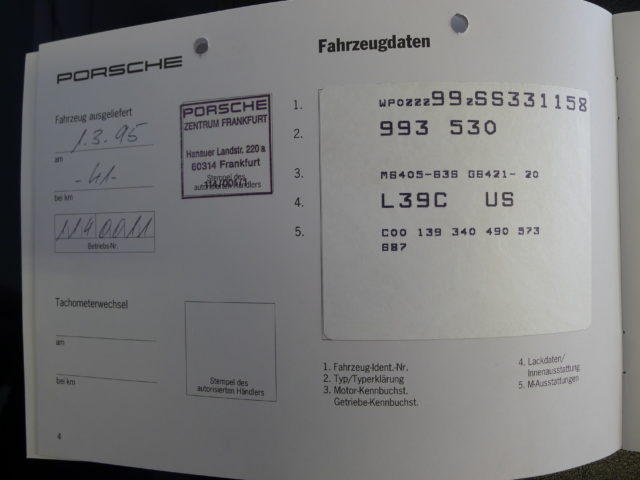 PORSCHE
Fahrzeugdaten
Fahrzeug ausgeliefert
1.3.95
am
-41-
bei km
1140011
Betriebs-Nr.
PORSCHE
ZENTRUM FRANKFURT
Hanauer Landstr. 220 a
60314 Frankfurt
Stempel des
autorisierten Händlers
1. WP0ZZZ99ZSS331158
2. 993 530
3. M6405-63S G6421- 20
4. L39C US
5. C00 139 340 490 573
687
Tachometerwechsel
am
bei km
Stempel des
autorisierten Händlers
1. Fahrzeug-Ident.-Nr.
2. Typ/Typerklärung
3. Motor-Kennbuchst.
Getriebe-Kennbuchst.
4. Lackdaten/
Innenausstattung
5. M-Ausstattungen
4